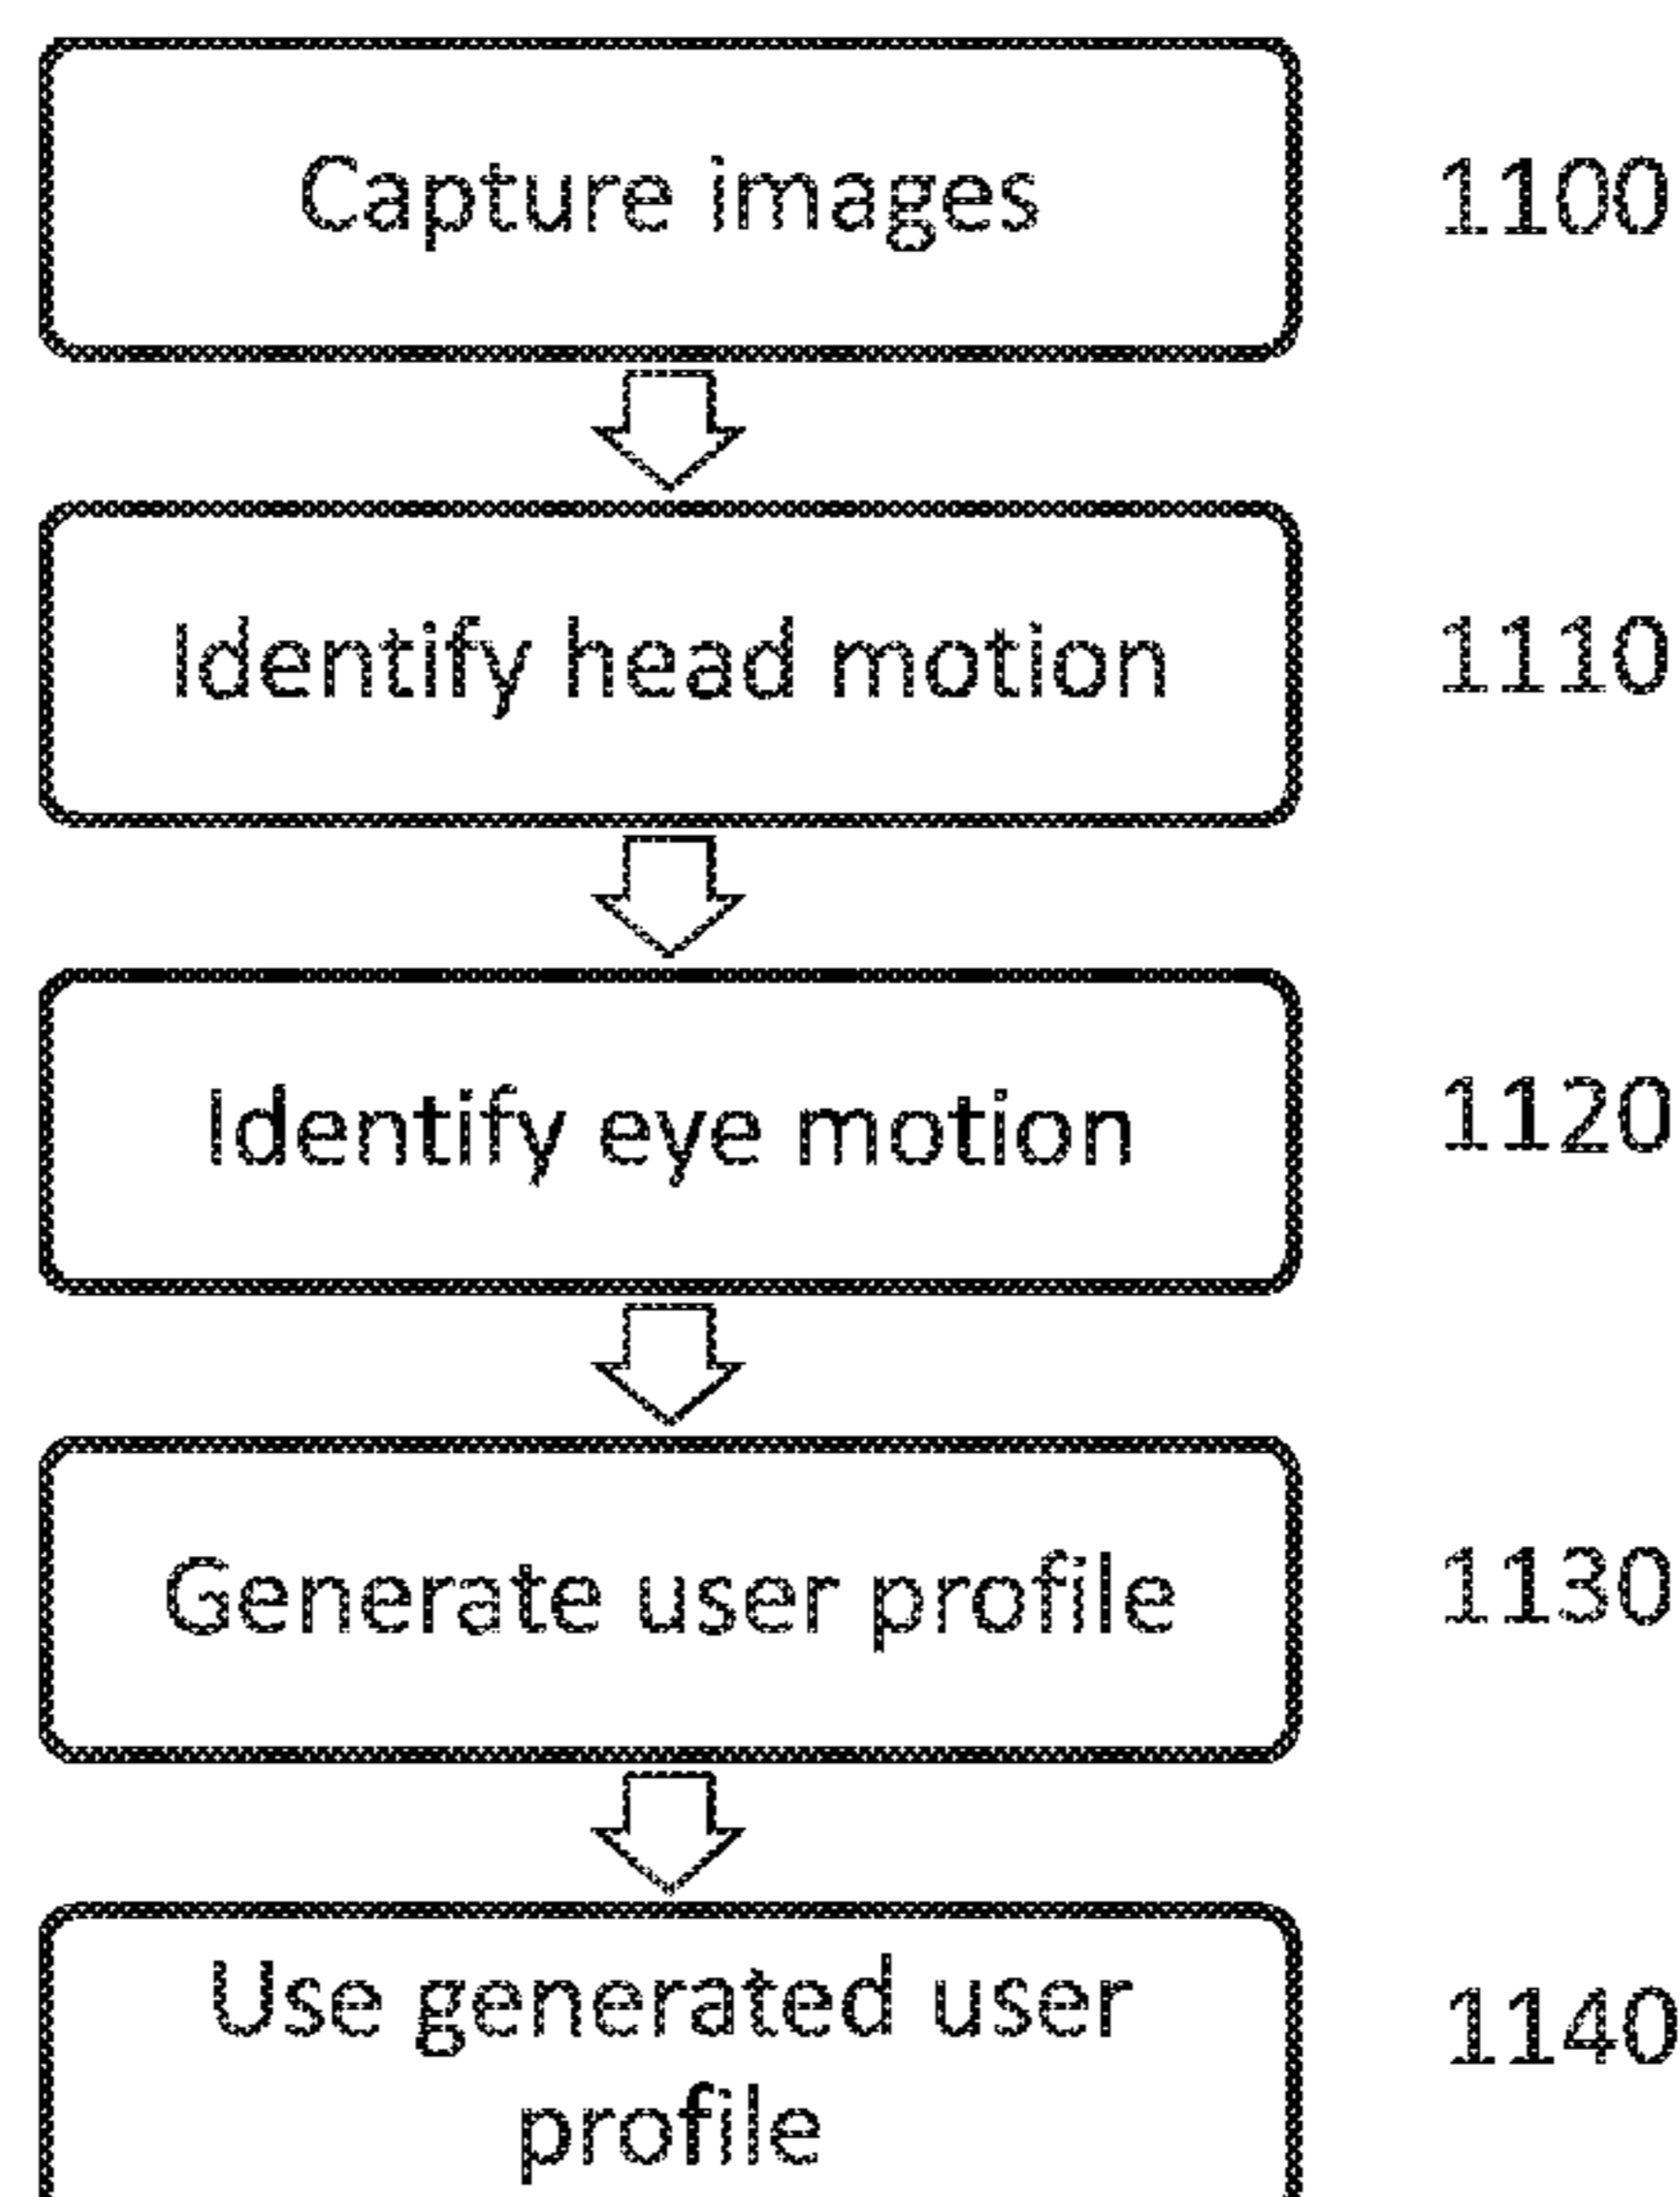 Capture images 1100
Identify head motion 1110
Identify eye motion 1120
Generate user profile 1130
Use generated user 1140
profile